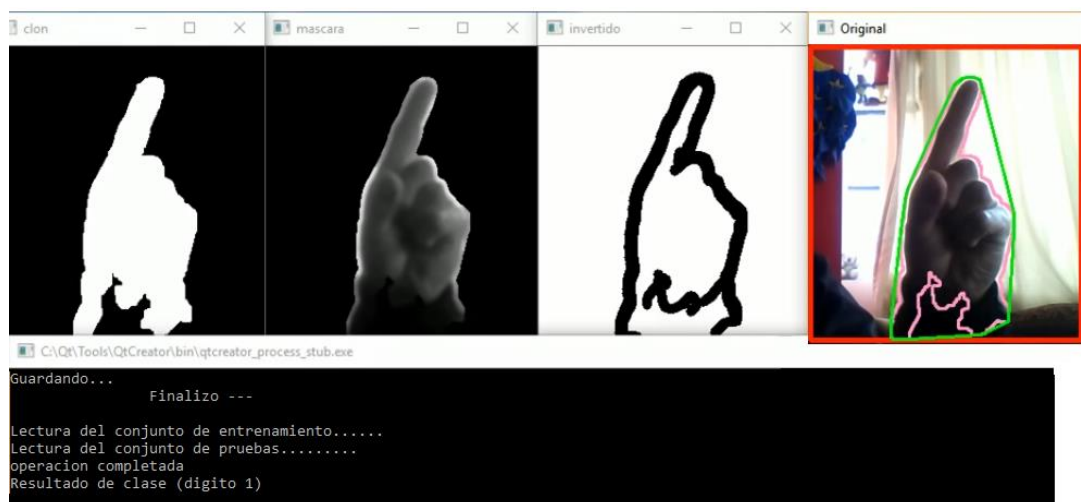 clon
mascara
invertido
Original
C:\Qt\Tools\QtCreator\bin\qtcreator_process_stub.exe
Guardando...
Finalizo ---
Lectura del conjunto de entrenamiento......
Lectura del conjunto de pruebas.........
operacion completada
Resultado de clase (digito 1)